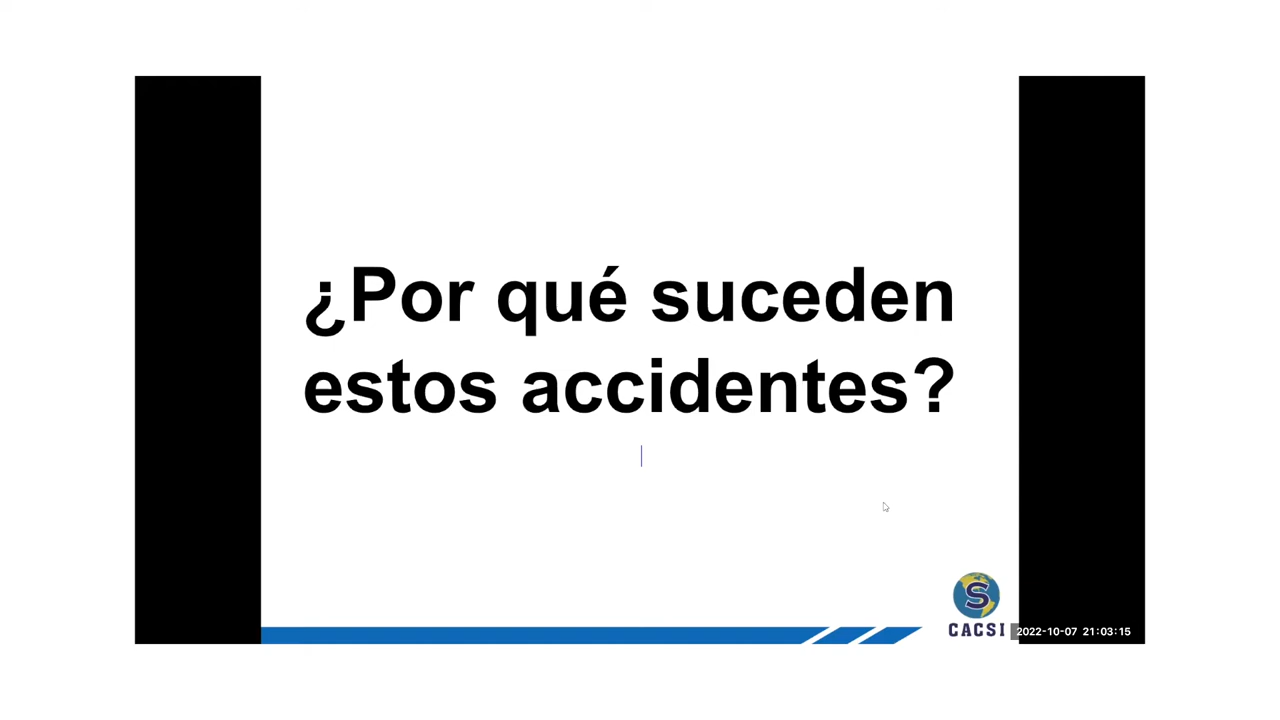 ¿Por qué suceden
estos accidentes?
S
CACSI
2022-10-07 21:03:15